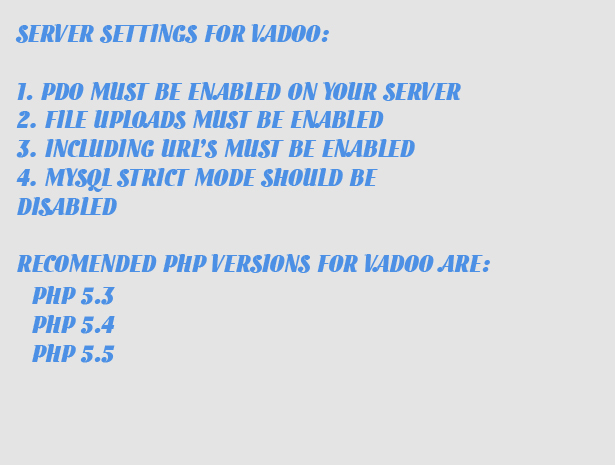 SERVER SETTINGS FOR VADOO:
1. PDO MUST BE ENABLED ON YOUR SERVER
2. FILE UPLOADS MUST BE ENABLED
3. INCLUDING URL'S MUST BE ENABLED
4. MYSQL STRICT MODE SHOULD BE
DISABLED
RECOMENDED PHP VERSIONS FOR VADOO ARE:
PHP 5.3
PHP 5.4
PHP 5.5